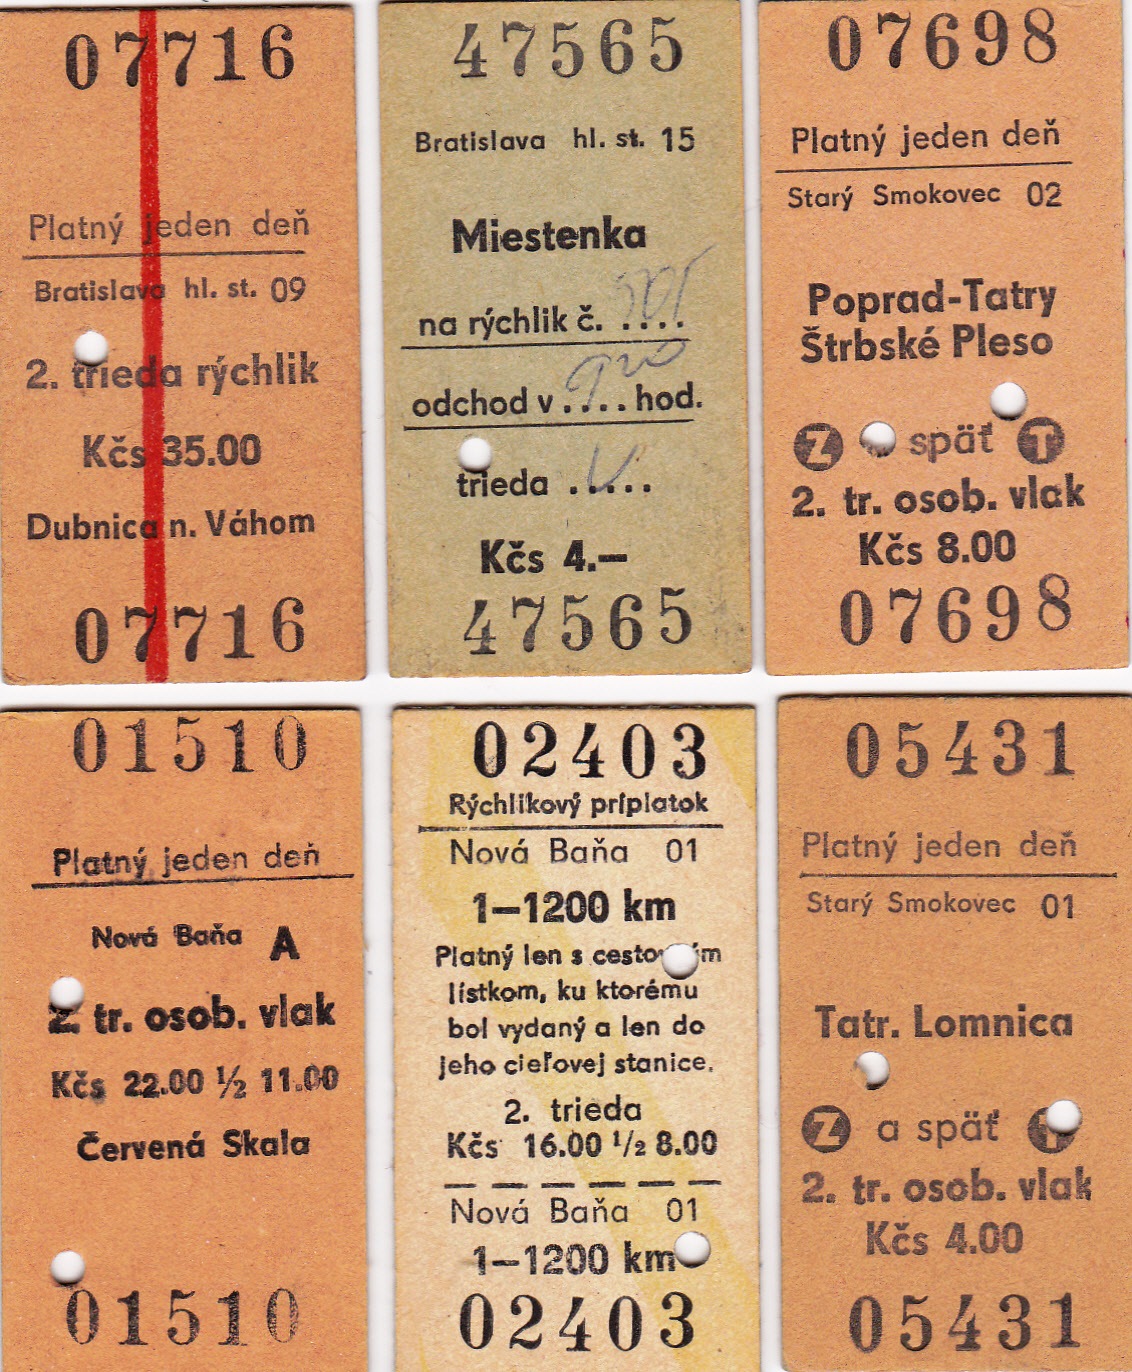 07716
Platný jeden deň
Bratislava hl. st. 09
2. trieda rýchlik
Kčs 35.00
Dubnica n. Váhom
07716
47565
Bratislava hl. st. 15
Miestenka
na rýchlik č. ....
odchod v .... hod.
trieda .....
Kčs 4.—
47565
07698
Platný jeden deň
Starý Smokovec 02
Poprad-Tatry
Štrbské Pleso
Z späť T
2. tr. osob. vlak
Kčs 8.00
07698
01510
Platný jeden deň
Nová Baňa A
2. tr. osob. vlak
Kčs 22.00 ½ 11.00
Červená Skala
01510
02403
Rýchlikový príplatok
Nová Baňa 01
1—1200 km
Platný len s
lístkom, ku ktorému
bol vydaný a len do
jeho cieľovej stanice.
2. trieda
Kčs 16.00 ½ 8.00
Nová Baňa 01
1—1200 km
02403
05431
Platný jeden deň
Starý Smokovec 01
Tatr. Lomnica
Z a späť T
2. tr. osob. vlak
Kčs 4.00
05431